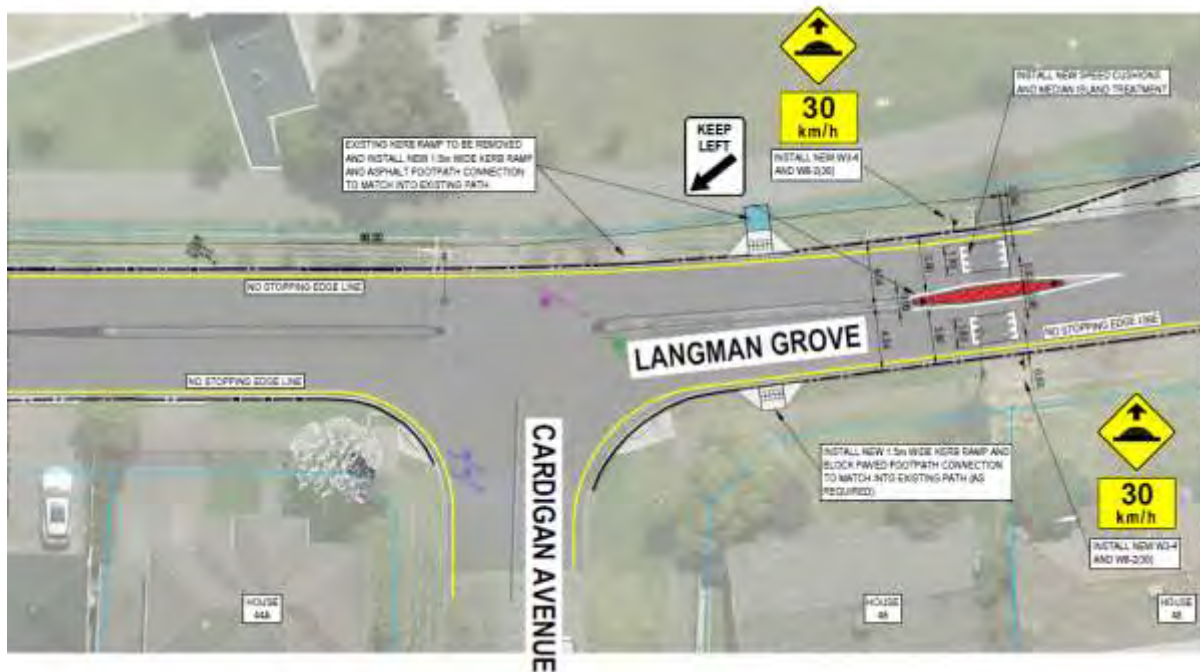 INSTALL NEW SPEED CUSHIONS
AND MEDIAN ISLAND TREATMENT
30
km/h
KEEP
LEFT
EXISTING KERB RAMP TO BE REMOVED
AND INSTALL NEW 1.5m WIDE KERB RAMP
AND ASPHALT FOOTPATH CONNECTION
TO MATCH INTO EXISTING PATH
INSTALL NEW W3-4
AND W8-2(30)
NO STOPPING EDGE LINE
NO STOPPING EDGE LINE
LANGMAN GROVE
NO STOPPING EDGE LINE
CARDIGAN AVENUE
INSTALL NEW 1.5m WIDE KERB RAMP AND
BLOCK PAVED FOOTPATH CONNECTION
TO MATCH INTO EXISTING PATH (AS
REQUIRED)
30
km/h
INSTALL NEW W3-4
AND W8-2(30)
HOUSE
44A
HOUSE
46
HOUSE
48